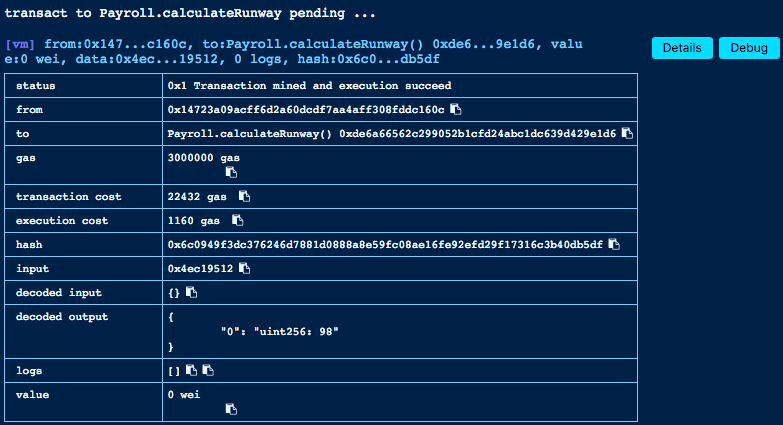 transact to Payroll.calculateRunway pending ...
[vm] from:0x147...c160c, to:Payroll.calculateRunway() 0xde6...9e1d6, valu
e:0 wei, data:0x4ec...19512, 0 logs, hash:0x6c0...db5df
Details
Debug
status 0x1 Transaction mined and execution succeed
from 0x14723a09acff6d2a60dcdf7aa4aff308fddc160c
to Payroll.calculateRunway() 0xde6a66562c299052b1cfd24abc1dc639d429e1d6
gas 3000000 gas
transaction cost 22432 gas
execution cost 1160 gas
hash 0x6c0949f3dc376246d7881d0888a8e59fc08ae16fe92efd29f17316c3b40db5df
input 0x4ec19512
decoded input {}
decoded output {
"0": "uint256: 98"
}
logs []
value 0 wei